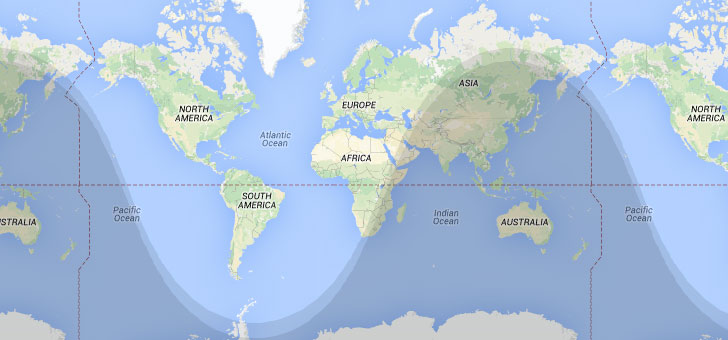 NORTH
AMERICA
Atlantic
Ocean
EUROPE
ASIA
AFRICA
NORTH
AMERICA
SOUTH
AMERICA
Pacific
Ocean
Indian
Ocean
AUSTRALIA
Pacific
Ocean
STRALIA